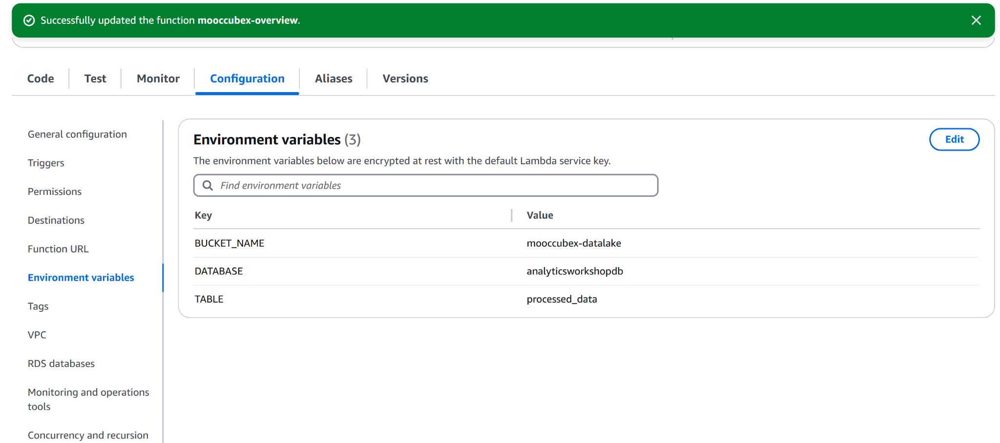 Successfully updated the function mooccubex-overview.
Code
Test
Monitor
Configuration
Aliases
Versions
General configuration
Triggers
Permissions
Destinations
Function URL
Environment variables
Tags
VPC
RDS databases
Monitoring and operations
tools
Concurrency and recursion
Environment variables (3)
Edit
The environment variables below are encrypted at rest with the default Lambda service key.
Find environment variables
Key
Value
BUCKET_NAME
mooccubex-datalake
DATABASE
analyticsworkshopdb
TABLE
processed_data